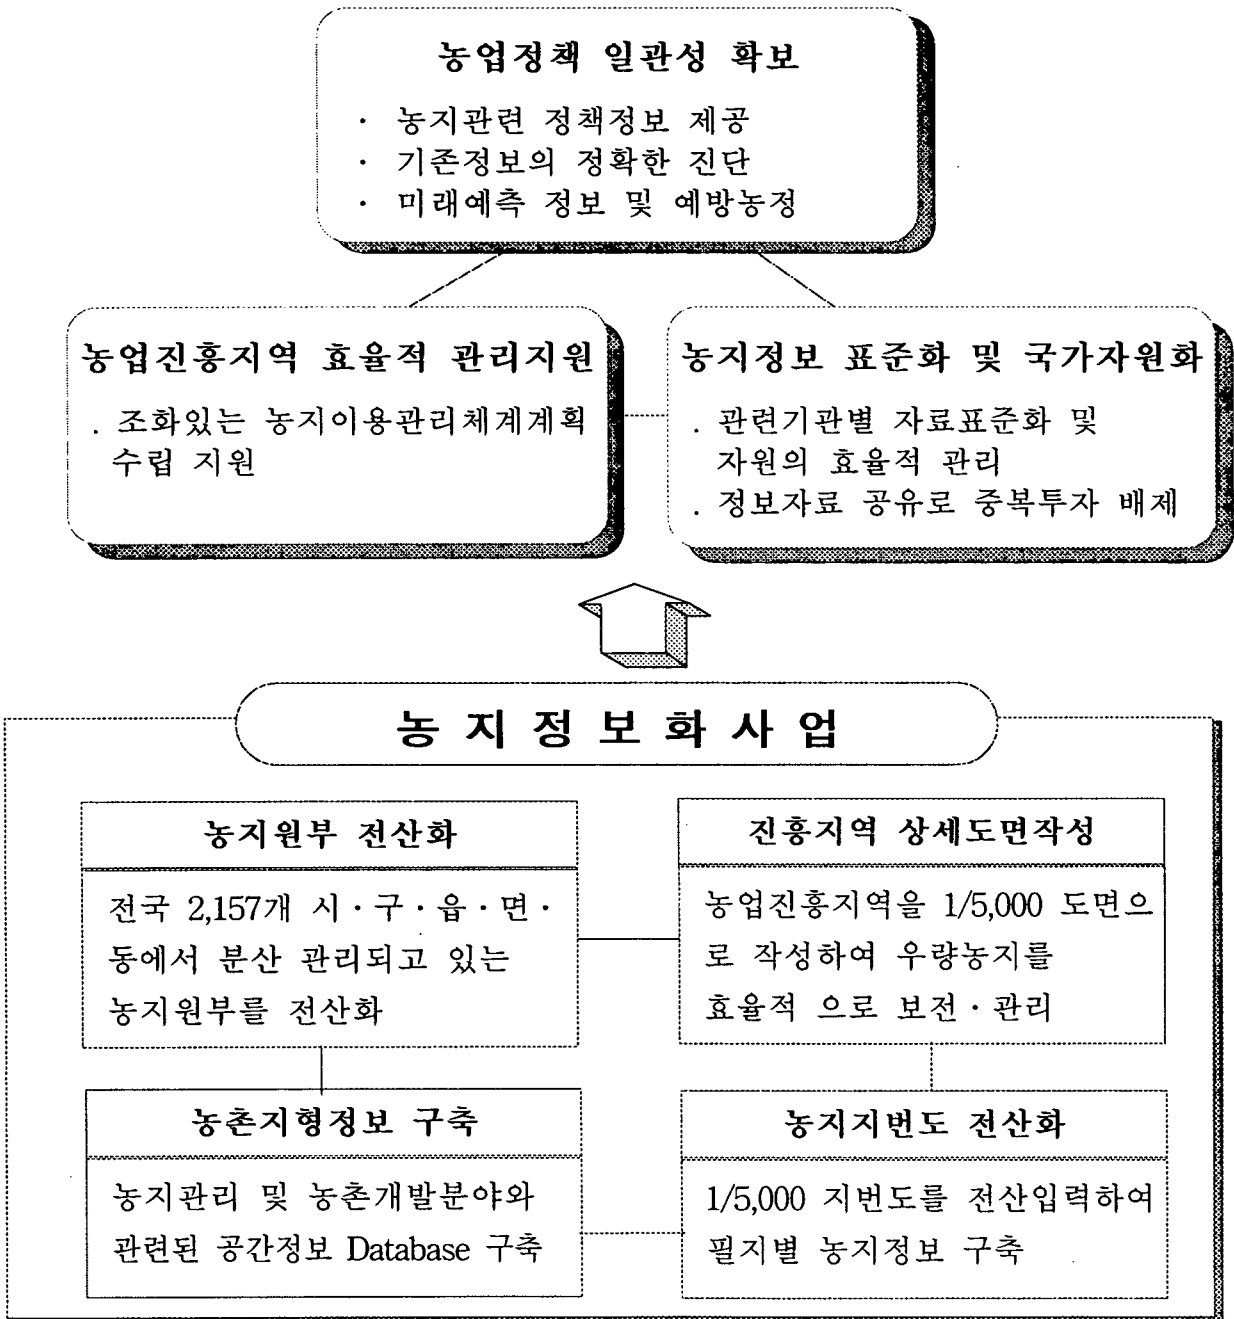 농업정책 일관성 확보
· 농지관련 정책정보 제공
· 기존정보의 정확한 진단
· 미래예측 정보 및 예방농정
농업진흥지역 효율적 관리지원
. 조화있는 농지이용관리체계계획
수립 지원
농지정보 표준화 및 국가자원화
. 관련기관별 자료표준화 및
자원의 효율적 관리
. 정보자료 공유로 중복투자 배제
농지정보화사업
농지원부 전산화
전국 2,157개 시·구·읍·면·
동에서 분산 관리되고 있는
농지원부를 전산화
진흥지역 상세도면작성
농업진흥지역을 1/5,000 도면으
로 작성하여 우량농지를
효율적 으로 보전·관리
농촌지형정보 구축
농지관리 및 농촌개발분야와
관련된 공간정보 Database 구축
농지지번도 전산화
1/5,000 지번도를 전산입력하여
필지별 농지정보 구축